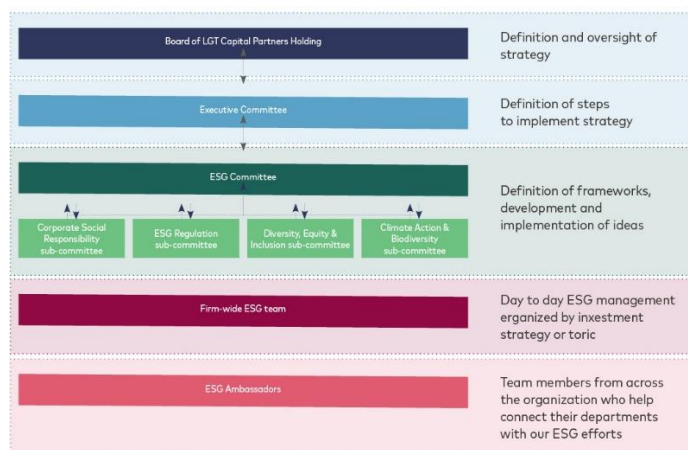 Board of LGT Capital Partners Holding
Definition and oversight of
strategy
Executive Committee
Definition of steps
to implement strategy
ESG Committee
Corporate Social
Responsibility
sub-committee
ESG Regulation
sub-committee
Diversity, Equity &
Inclusion sub-committee
Climate Action &
Biodiversity
sub-committee
Definition of frameworks,
development and
implementation of ideas
Firm-wide ESG team
Day to day ESG management
erganized by inxestment
strategy or toric
ESG Ambassadors
Team members from across
the organization who help
connect their departments
with our ESG efforts